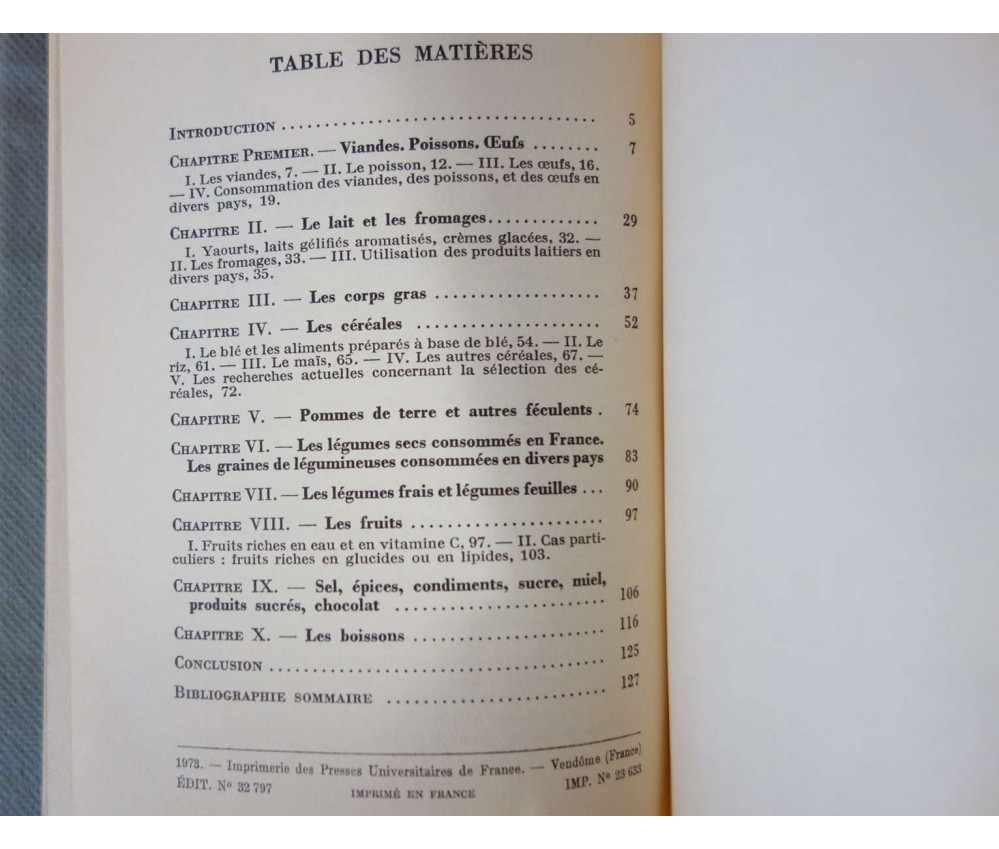 TABLE DES MATIÈRES
INTRODUCTION .................................... 5
CHAPITRE PREMIER. — Viandes. Poissons. Œufs ........ 7
I. Les viandes, 7. — II. Le poisson, 12. — III. Les œufs, 16.
— IV. Consommation des viandes, des poissons, et des œufs en
divers pays, 19.
CHAPITRE II. — Le lait et les fromages............. 29
I. Yaourts, laits gélifiés aromatisés, crèmes glacées, 32. —
II. Les fromages, 33. — III. Utilisation des produits laitiers en
divers pays, 35.
CHAPITRE III. — Les corps gras ................... 37
CHAPITRE IV. — Les céréales ..................... 52
I. Le blé et les aliments préparés à base de blé, 54. — II. Le
riz, 61. — III. Le maïs, 65. — IV. Les autres céréales, 67. —
V. Les recherches actuelles concernant la sélection des cé-
réales, 72.
CHAPITRE V. — Pommes de terre et autres féculents . 74
CHAPITRE VI. — Les légumes secs consommés en France.
Les graines de légumineuses consommées en divers pays 83
CHAPITRE VII. — Les légumes frais et légumes feuilles ... 90
CHAPITRE VIII. — Les fruits ...................... 97
I. Fruits riches en eau et en vitamine C, 97. — II. Cas parti-
culiers : fruits riches en glucides ou en lipides, 103.
CHAPITRE IX. — Sel, épices, condiments, sucre, miel,
produits sucrés, chocolat ........................ 106
CHAPITRE X. — Les boissons ...................... 116
CONCLUSION ....................................... 125
BIBLIOGRAPHIE SOMMAIRE .......................... 127
1973. — Imprimerie des Presses Universitaires de France. — Vendôme (France)
ÉDIT. Nº 32 797 IMPRIMÉ EN FRANCE IMP. Nº 23 633